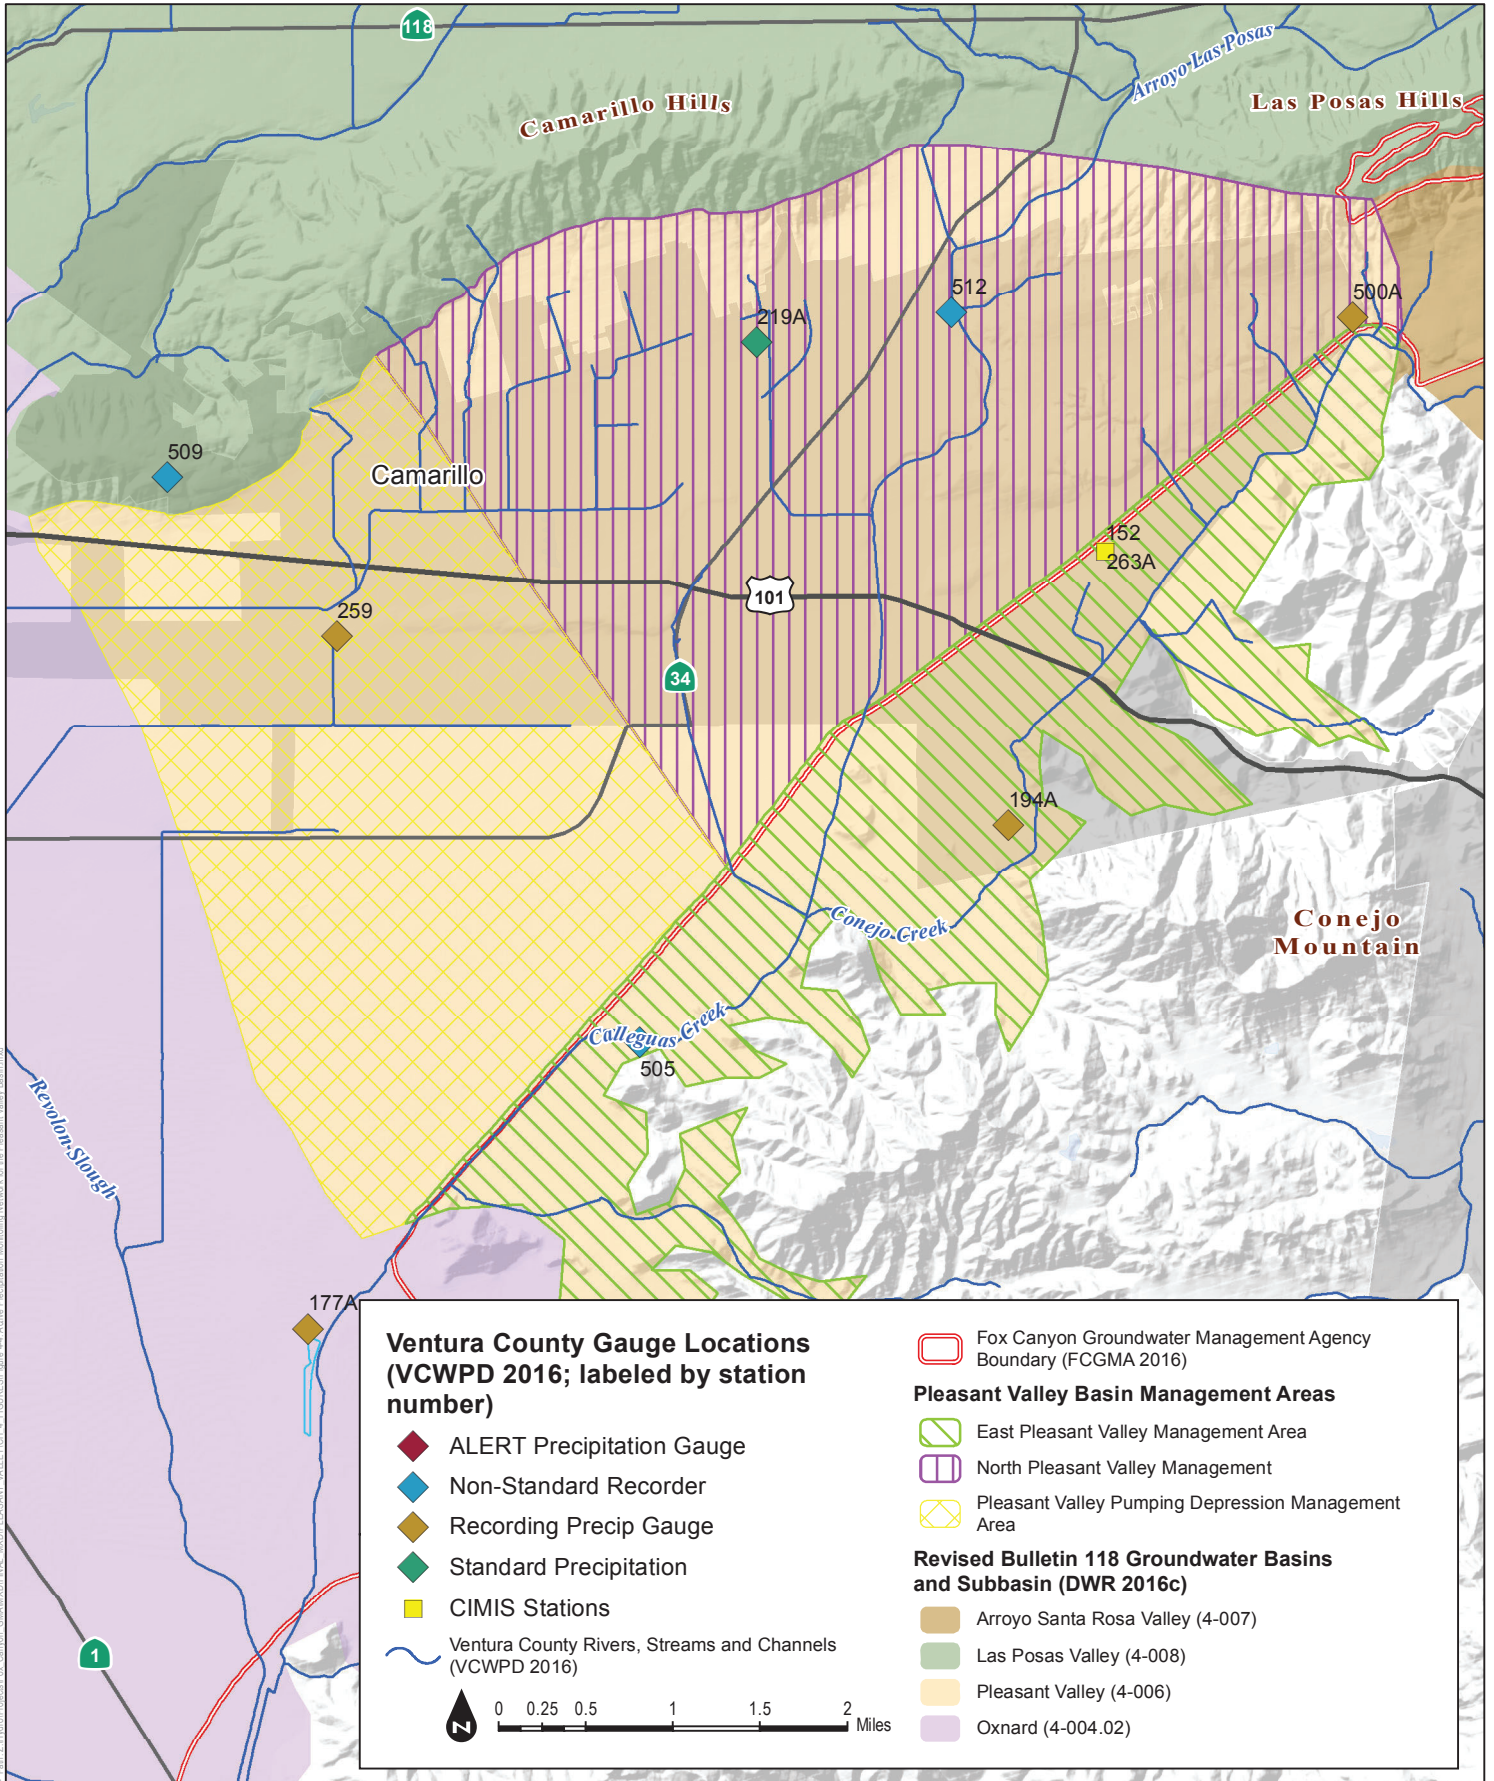 118
Arroyo Las Posas
Camarillo Hills
Las Posas Hills
512
500A
219A
509
Camarillo
152
263A
101
259
34
194A
Conejo Creek
Conejo
Mountain
Calleguas Creek
505
Revolon Slough
177A
1
Ventura County Gauge Locations
(VCWPD 2016; labeled by station
number)
ALERT Precipitation Gauge
Non-Standard Recorder
Recording Precip Gauge
Standard Precipitation
CIMIS Stations
Ventura County Rivers, Streams and Channels
(VCWPD 2016)
N
0 0.25 0.5 1 1.5 2
Miles
Fox Canyon Groundwater Management Agency
Boundary (FCGMA 2016)
Pleasant Valley Basin Management Areas
East Pleasant Valley Management Area
North Pleasant Valley Management
Pleasant Valley Pumping Depression Management
Area
Revised Bulletin 118 Groundwater Basins
and Subbasin (DWR 2016c)
Arroyo Santa Rosa Valley (4-007)
Las Posas Valley (4-008)
Pleasant Valley (4-006)
Oxnard (4-004.02)